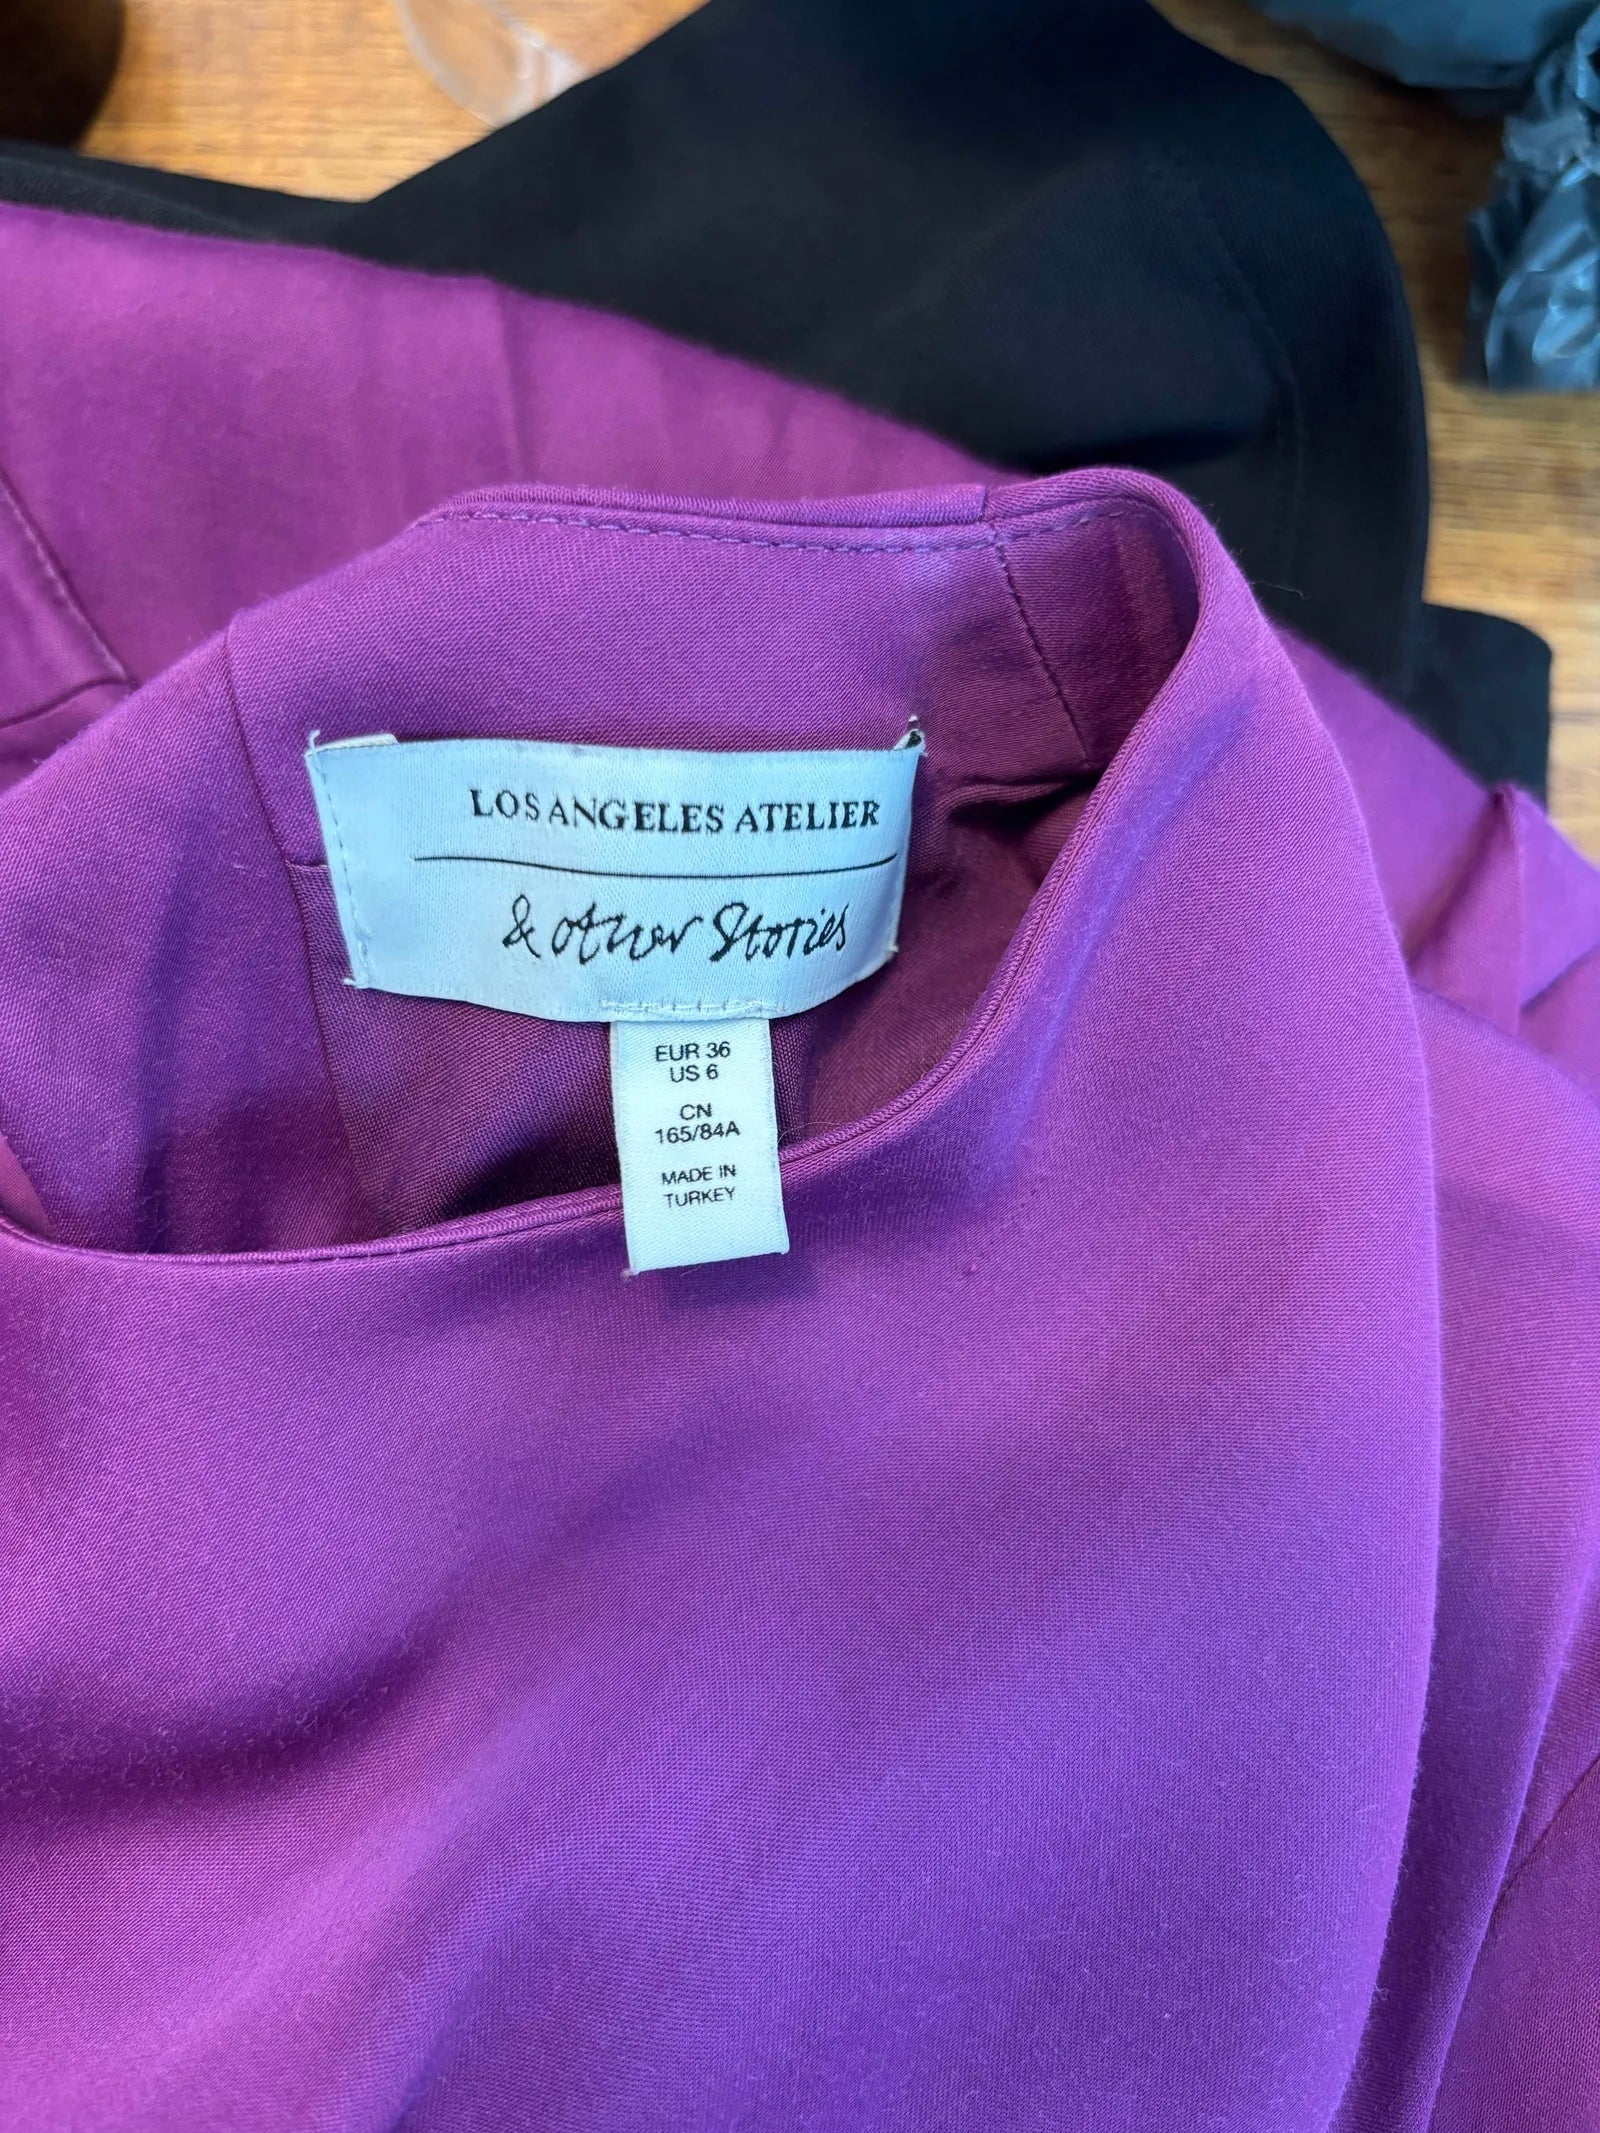 LOS ANGELES ATELIER
& other Stories
EUR 36
US 6
CN
165/84A
MADE IN
TURKEY